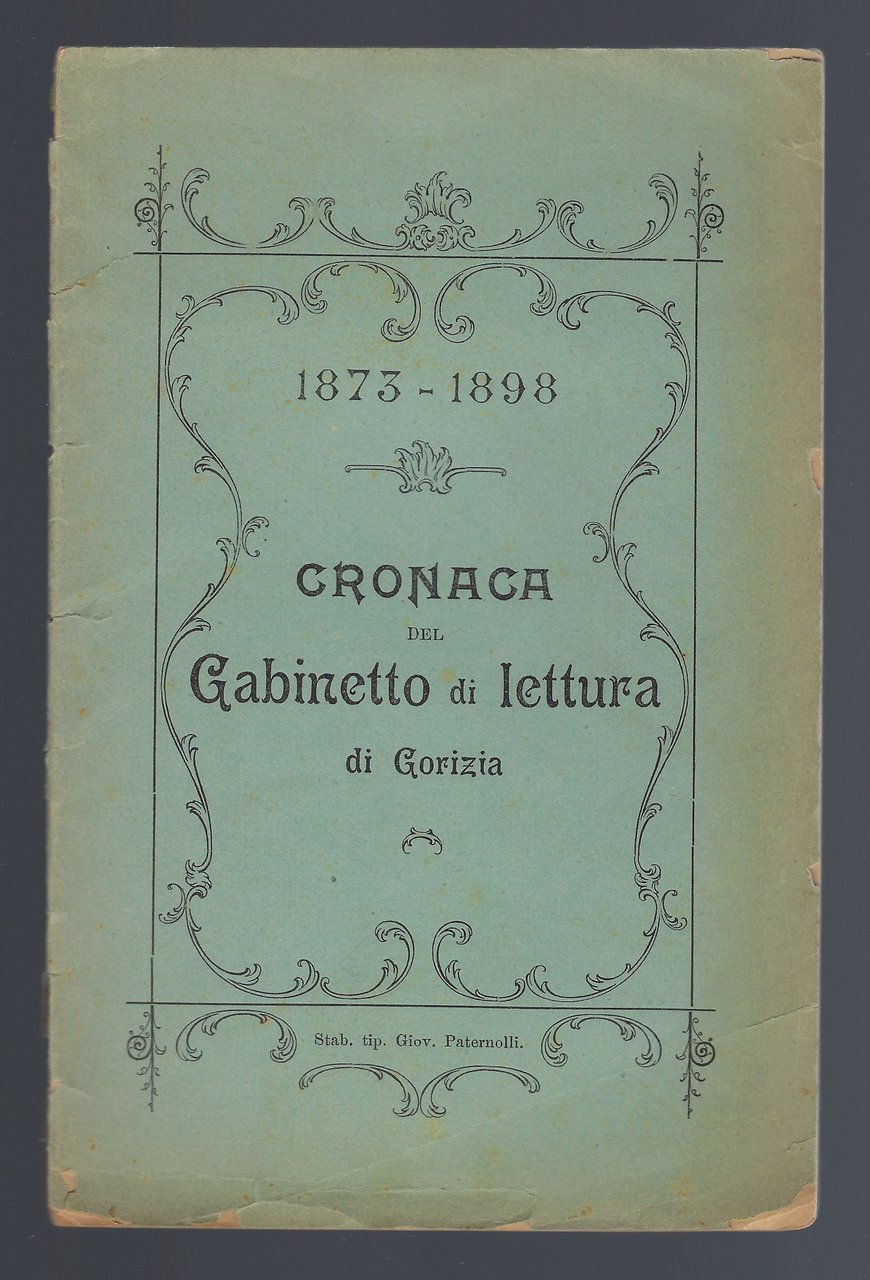 1873 - 1898
CRONACA
DEL
Gabinetto di lettura
di Gorizia
Stab. tip. Giov. Paternolli.